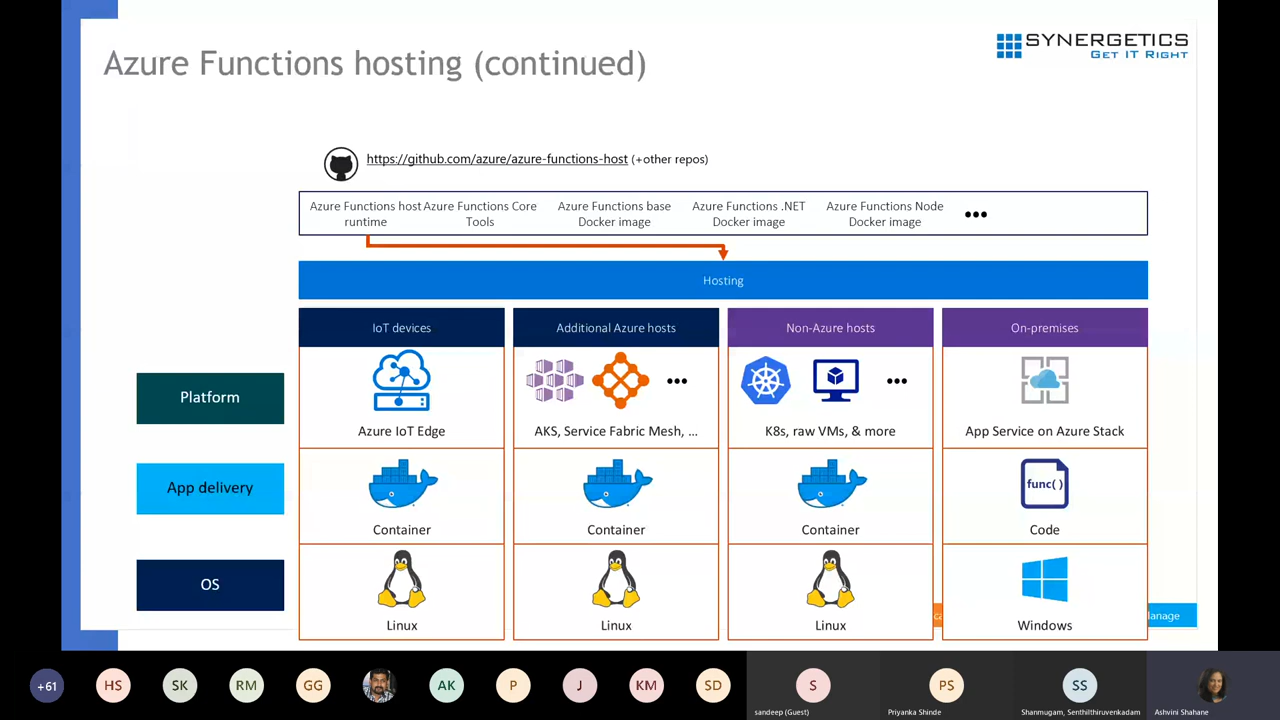 Azure Functions hosting (continued)
SYNERGETICS
GET IT RIGHT
https://github.com/azure/azure-functions-host (+other repos)
Azure Functions host
runtime
Azure Functions Core
Tools
Azure Functions base
Docker image
Azure Functions .NET
Docker image
Azure Functions Node
Docker image
•••
Hosting
IoT devices
Additional Azure hosts
Non-Azure hosts
On-premises
Platform
•••
•••
Azure IoT Edge
AKS, Service Fabric Mesh, ...
K8s, raw VMs, & more
App Service on Azure Stack
App delivery
func( )
Container
Container
Container
Code
OS
Linux
Linux
Linux
Windows
anage
+61
HS
SK
RM
GG
AK
P
J
KM
SD
S
PS
SS
sandeep (Guest)
Priyanka Shinde
Shanmugam, Senthilthiruvenkadam
Ashvini Shahane